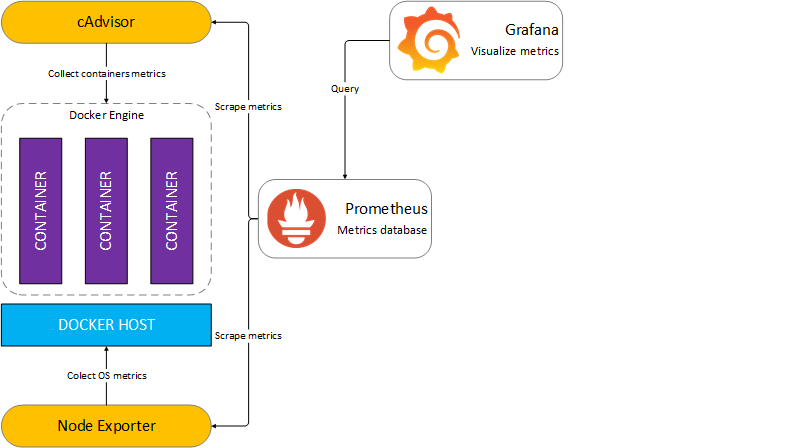 cAdvisor
Collect containers metrics
Docker Engine
CONTAINER
CONTAINER
CONTAINER
DOCKER HOST
Colect OS metrics
Node Exporter
Scrape metrics
Scrape metrics
Prometheus
Metrics database
Query
Grafana
Visualize metrics